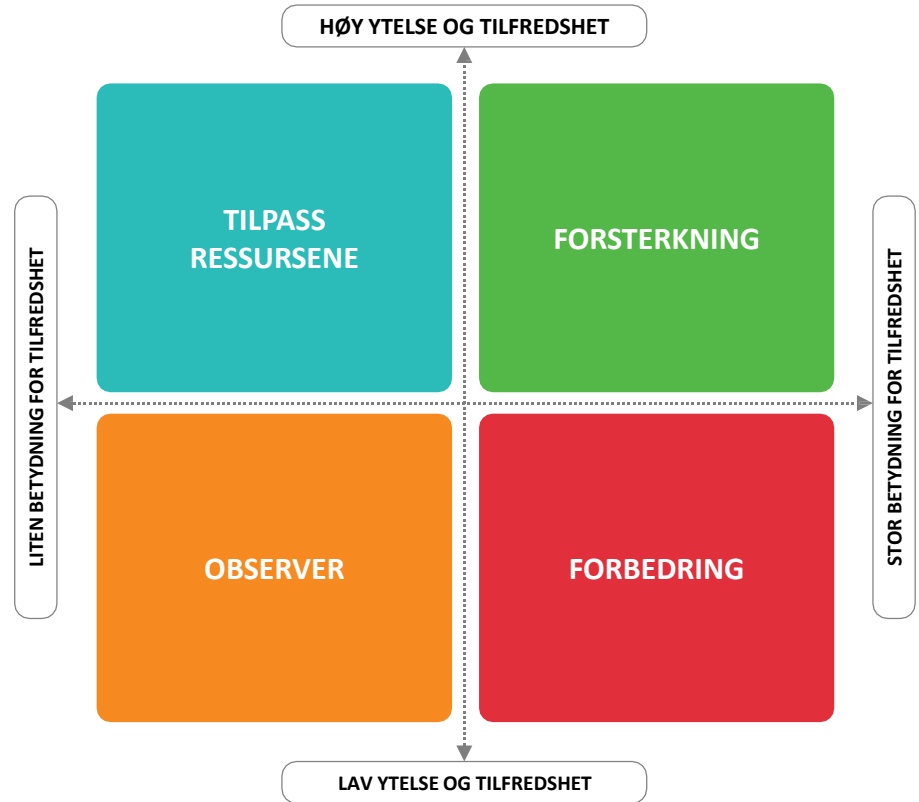 HØY YTELSE OG TILFREDSHET
TILPASS
RESSURSENE
FORSTERKNING
LITEN BETYDNING FOR TILFREDSHET
STOR BETYDNING FOR TILFREDSHET
OBSERVER
FORBEDRING
LAV YTELSE OG TILFREDSHET